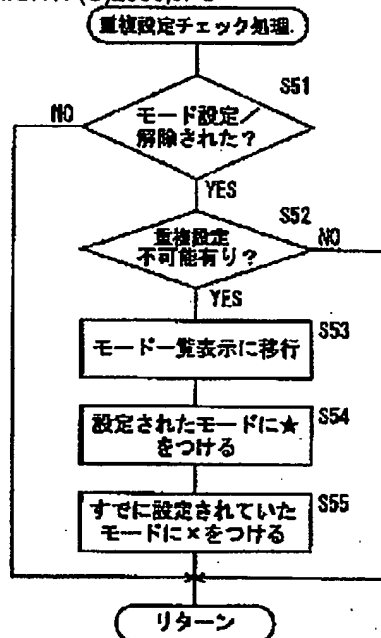 重複設定チェック処理.
S51
NO
モード設定／
解除された？
YES
S52
重複設定
不可能有り？
NO
YES
S53
モード一覧表示に移行
S54
設定されたモードに★
をつける
S55
すでに設定されていた
モードに×をつける
リターン